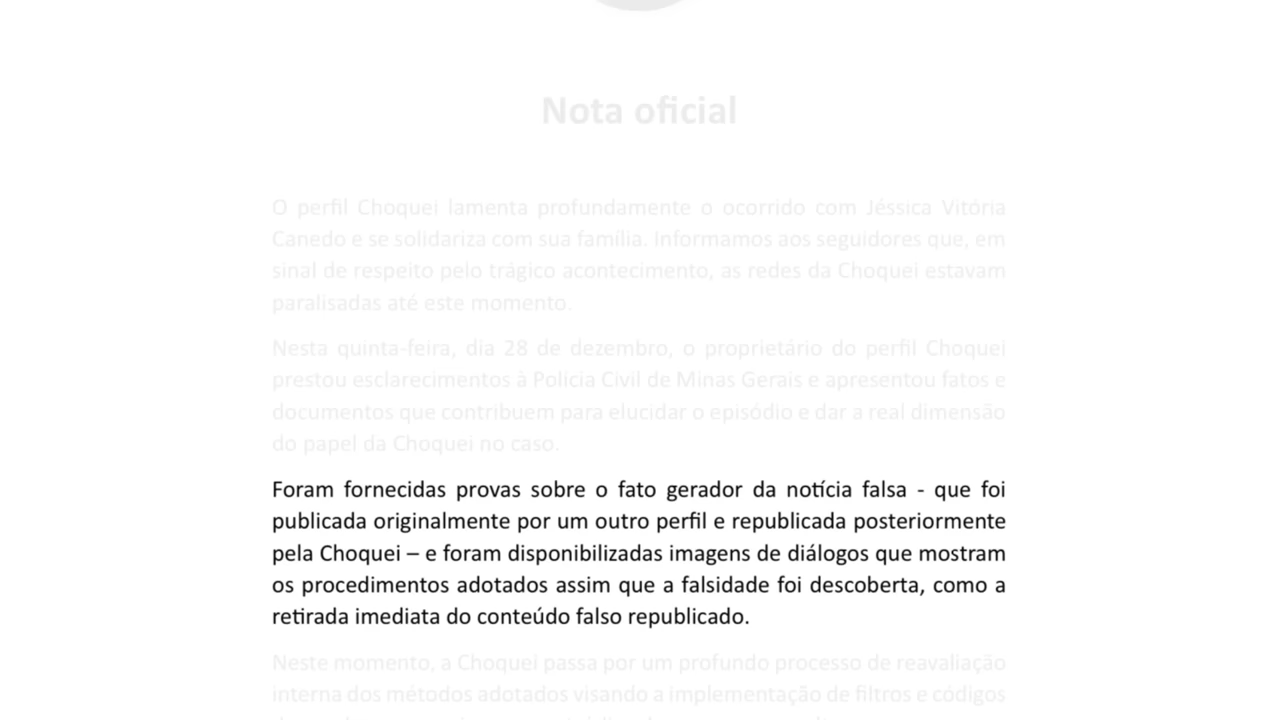 Nota oficial
O perfil Choquei lamenta profundamente o ocorrido com Jéssica Vitória
Canedo e se solidariza com sua família. Informamos aos seguidores que, em
sinal de respeito pelo trágico acontecimento, as redes da Choquei estavam
paralisadas até este momento.
Nesta quinta-feira, dia 28 de dezembro, o proprietário do perfil Choquei
prestou esclarecimentos à Polícia Civil de Minas Gerais e apresentou fatos e
documentos que contribuem para elucidar o episódio e dar a real dimensão
do papel da Choquei no caso.
Foram fornecidas provas sobre o fato gerador da notícia falsa - que foi
publicada originalmente por um outro perfil e republicada posteriormente
pela Choquei – e foram disponibilizadas imagens de diálogos que mostram
os procedimentos adotados assim que a falsidade foi descoberta, como a
retirada imediata do conteúdo falso republicado.
Neste momento, a Choquei passa por um profundo processo de reavaliação
interna dos métodos adotados visando a implementação de filtros e códigos